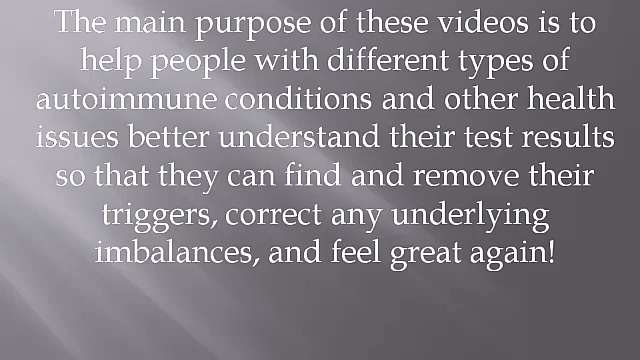 The main purpose of these videos is to
help people with different types of
autoimmune conditions and other health
issues better understand their test results
so that they can find and remove their
triggers, correct any underlying
imbalances, and feel great again!